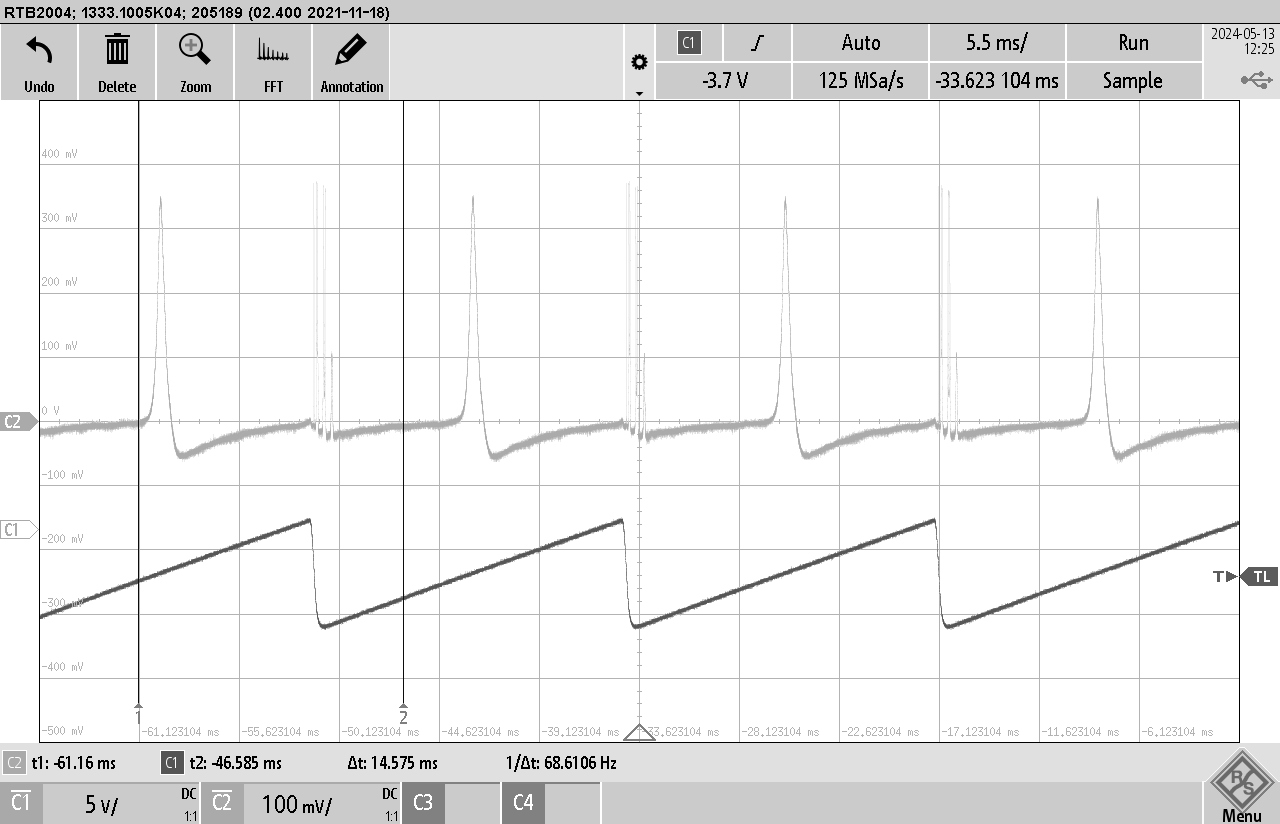 RTB2004; 1333.1005K04; 205189 (02.400 2021-11-18)
Undo
Delete
Zoom
FFT
Annotation
C1
Auto
5.5 ms/
Run
-3.7 V
125 MSa/s
-33.623 104 ms
Sample
2024-05-13
12:25
400 mV
300 mV
200 mV
100 mV
0 V
C2
-100 mV
C1
-200 mV
T
TL
-300 mV
-400 mV
1
2
-500 mV
-61,123104 ms
-55,623104 ms
-50,123104 ms
-44,623104 ms
-39,123104 ms
-33,623104 ms
-28,123104 ms
-22,623104 ms
-17,123104 ms
-11,623104 ms
-6,123104 ms
C2 t1: -61.16 ms
C1 t2: -46.585 ms
Δt: 14.575 ms
1/Δt: 68.6106 Hz
C1
5 V/
DC
1:1
C2
100 mV/
DC
1:1
C3
C4
R&S
Menu